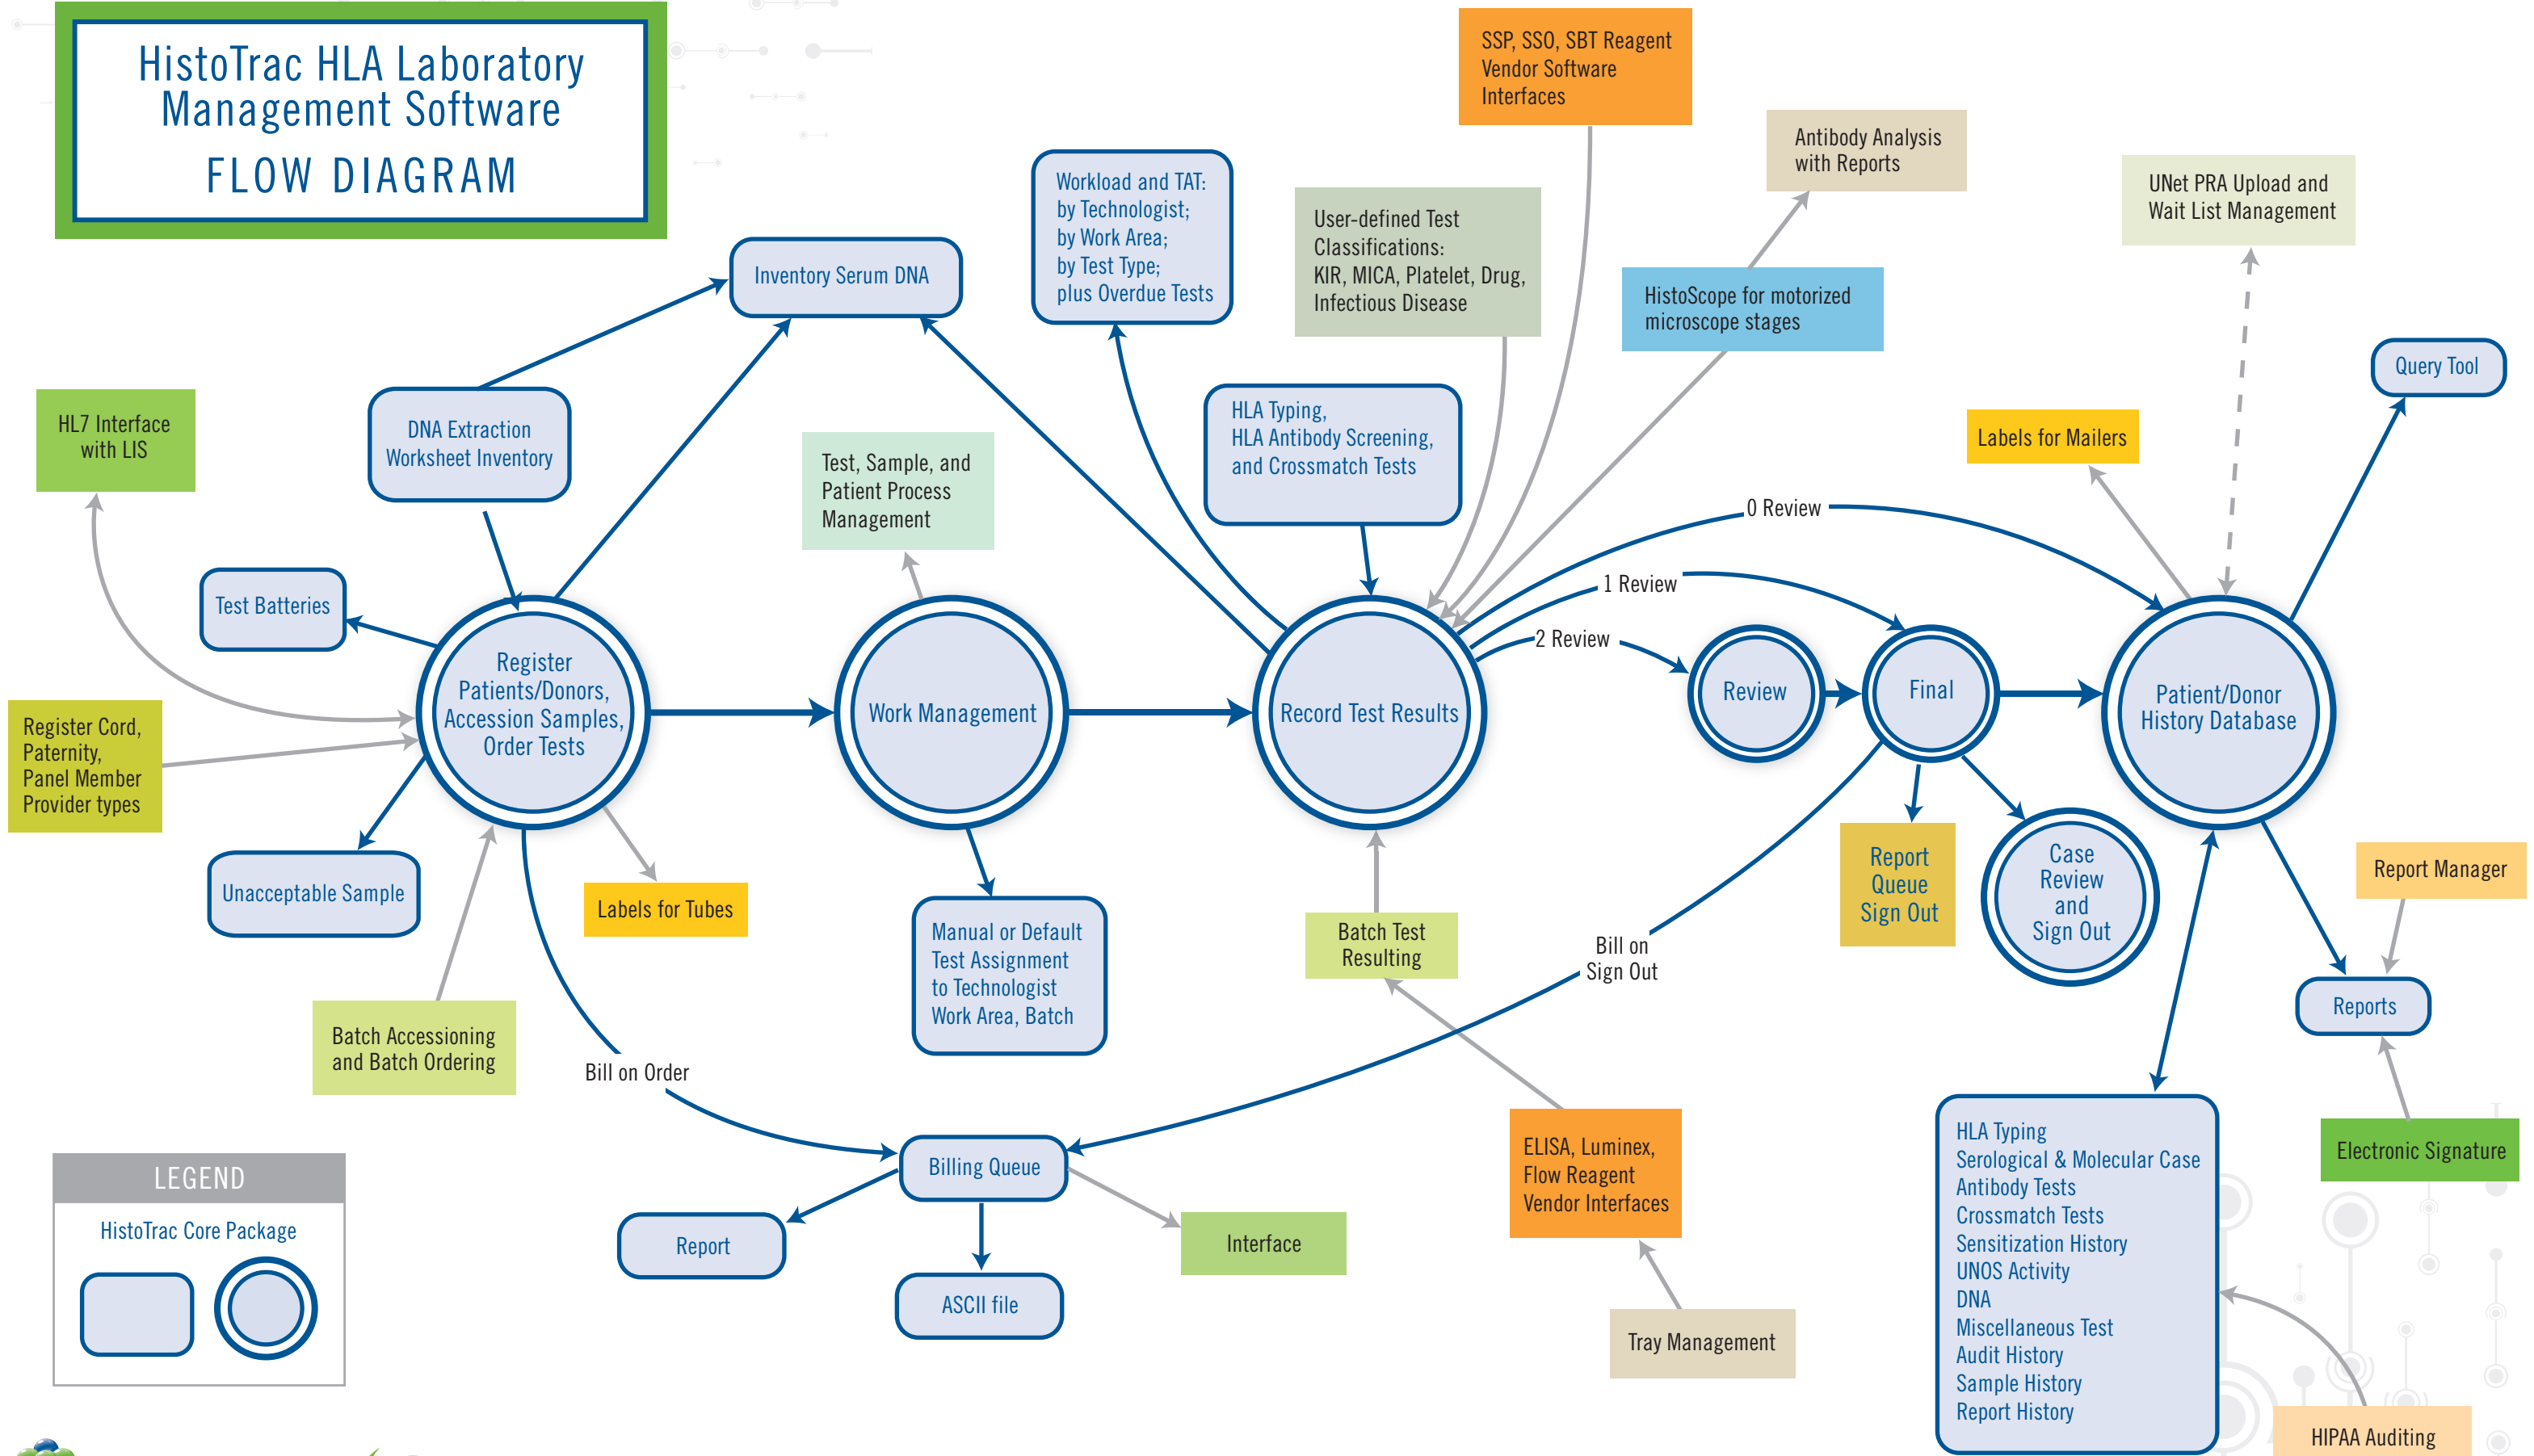 HistoTrac HLA Laboratory
Management Software
FLOW DIAGRAM
SSP, SSO, SBT Reagent
Vendor Software
Interfaces
Antibody Analysis
with Reports
UNet PRA Upload and
Wait List Management
Workload and TAT:
by Technologist;
by Work Area;
by Test Type;
plus Overdue Tests
User-defined Test
Classifications:
KIR, MICA, Platelet, Drug,
Infectious Disease
Inventory Serum DNA
HistoScope for motorized
microscope stages
Query Tool
HL7 Interface
with LIS
DNA Extraction
Worksheet Inventory
Test, Sample, and
Patient Process
Management
HLA Typing,
HLA Antibody Screening,
and Crossmatch Tests
Labels for Mailers
0 Review
1 Review
2 Review
Test Batteries
Register
Patients/Donors,
Accession Samples,
Order Tests
Work Management
Record Test Results
Review
Final
Patient/Donor
History Database
Register Cord,
Paternity,
Panel Member
Provider types
Unacceptable Sample
Labels for Tubes
Batch Accessioning
and Batch Ordering
Manual or Default
Test Assignment
to Technologist
Work Area, Batch
Batch Test
Resulting
Bill on
Sign Out
Report
Queue
Sign Out
Case
Review
and
Sign Out
Report Manager
Reports
Bill on Order
Billing Queue
Report
ASCII file
Interface
ELISA, Luminex,
Flow Reagent
Vendor Interfaces
Tray Management
Electronic Signature
HLA Typing
Serological & Molecular Case
Antibody Tests
Crossmatch Tests
Sensitization History
UNOS Activity
DNA
Miscellaneous Test
Audit History
Sample History
Report History
HIPAA Auditing
LEGEND
HistoTrac Core Package